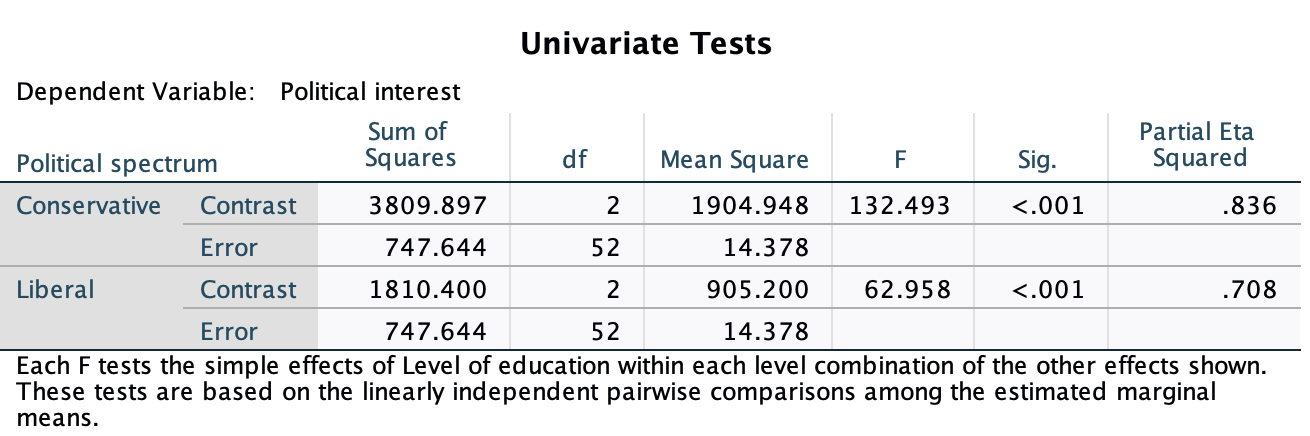 Univariate Tests
Dependent Variable: Political interest
Political spectrum Sum of Squares df Mean Square F Sig. Partial Eta Squared
Conservative Contrast 3809.897 2 1904.948 132.493 <.001 .836
Error 747.644 52 14.378
Liberal Contrast 1810.400 2 905.200 62.958 <.001 .708
Error 747.644 52 14.378
Each F tests the simple effects of Level of education within each level combination of the other effects shown.
These tests are based on the linearly independent pairwise comparisons among the estimated marginal
means.